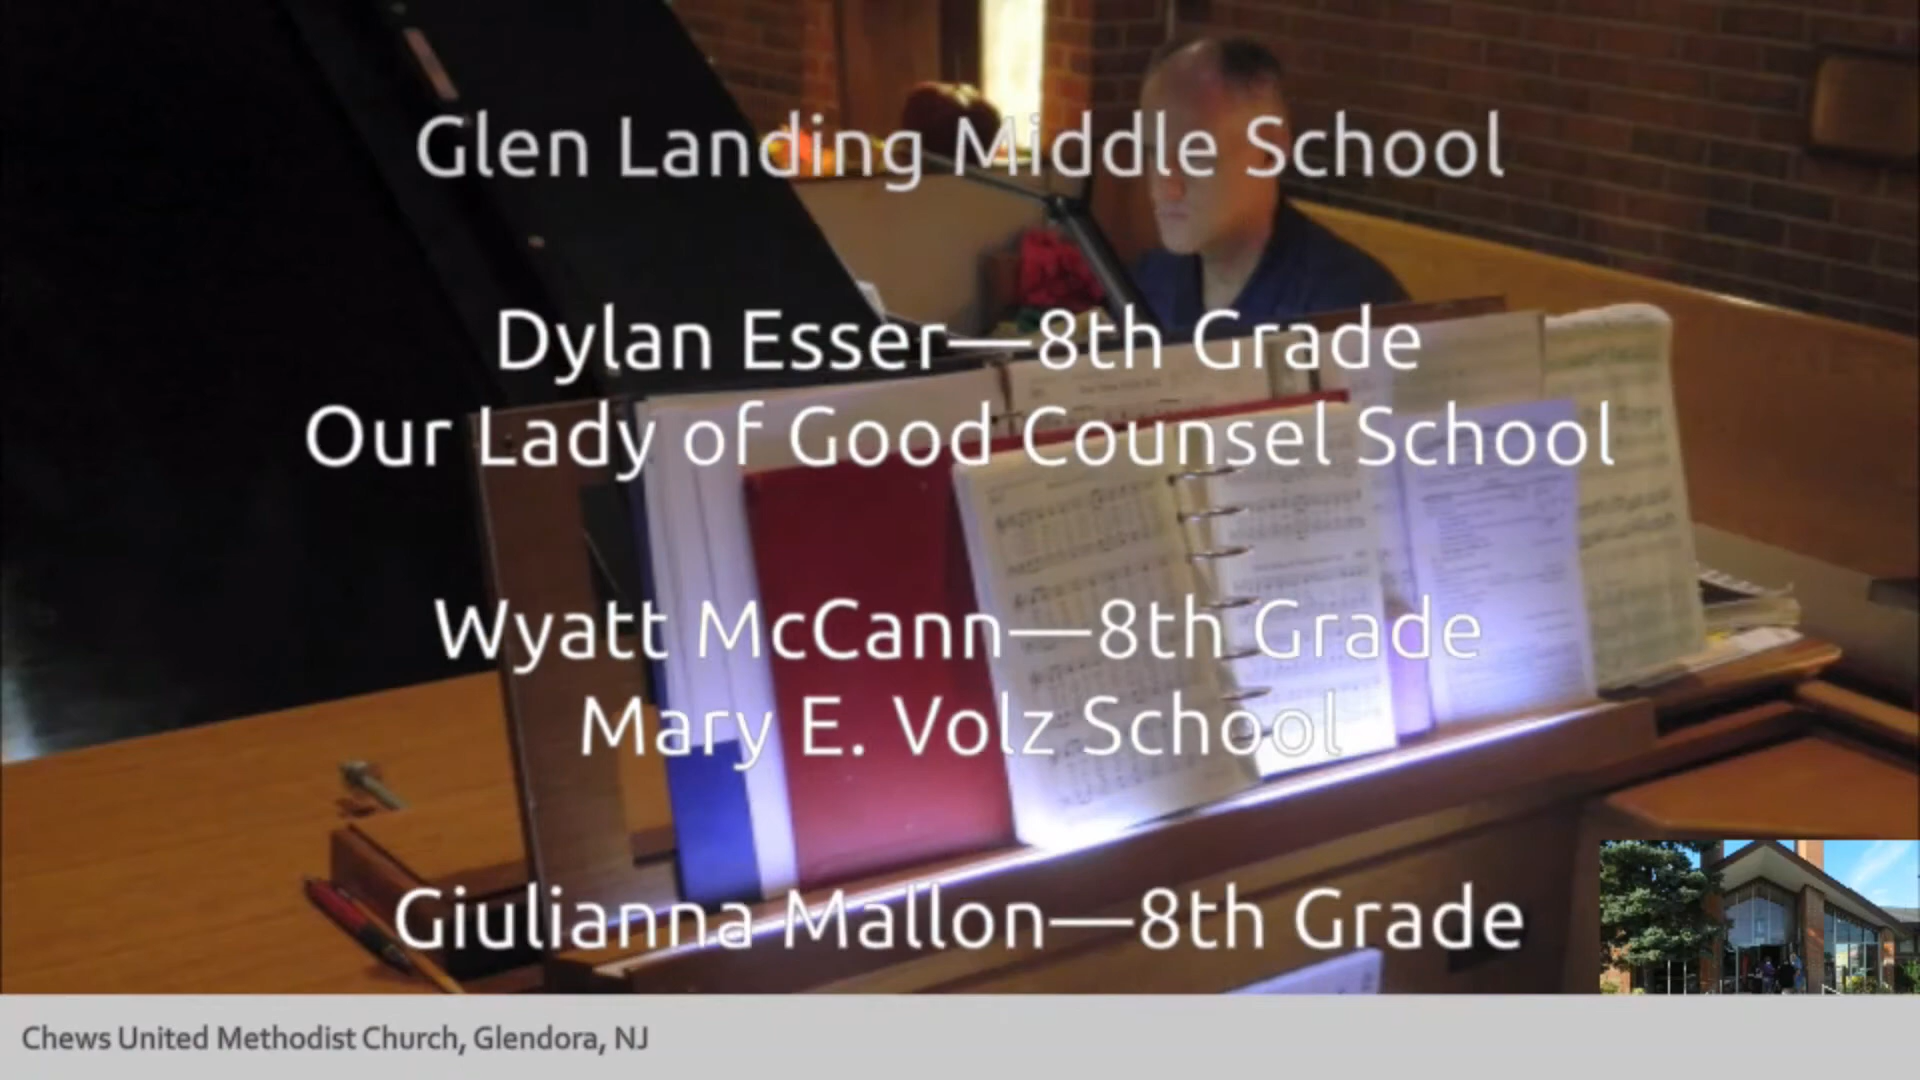 Glen Landing Middle School
Dylan Esser—8th Grade
Our Lady of Good Counsel School
Wyatt McCann—8th Grade
Mary E. Volz School
Giulianna Mallon—8th Grade
Chews United Methodist Church, Glendora, NJ